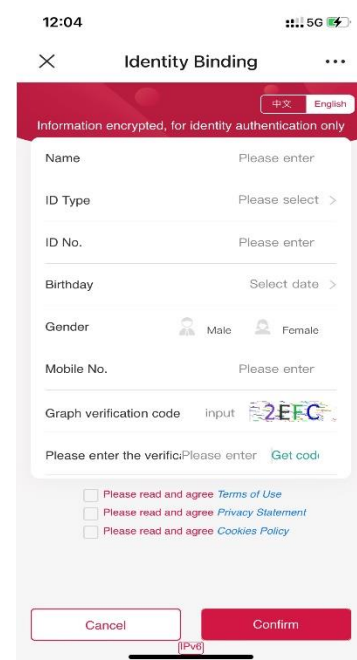 12:04 5G
Identity Binding
中文 English
Information encrypted, for identity authentication only
Name Please enter
ID Type Please select >
ID No. Please enter
Birthday Select date >
Gender Male Female
Mobile No. Please enter
Graph verification code input 2EFC
Please enter the verific Please enter Get cod
Please read and agree Terms of Use
Please read and agree Privacy Statement
Please read and agree Cookies Policy
Cancel Confirm
IPv6